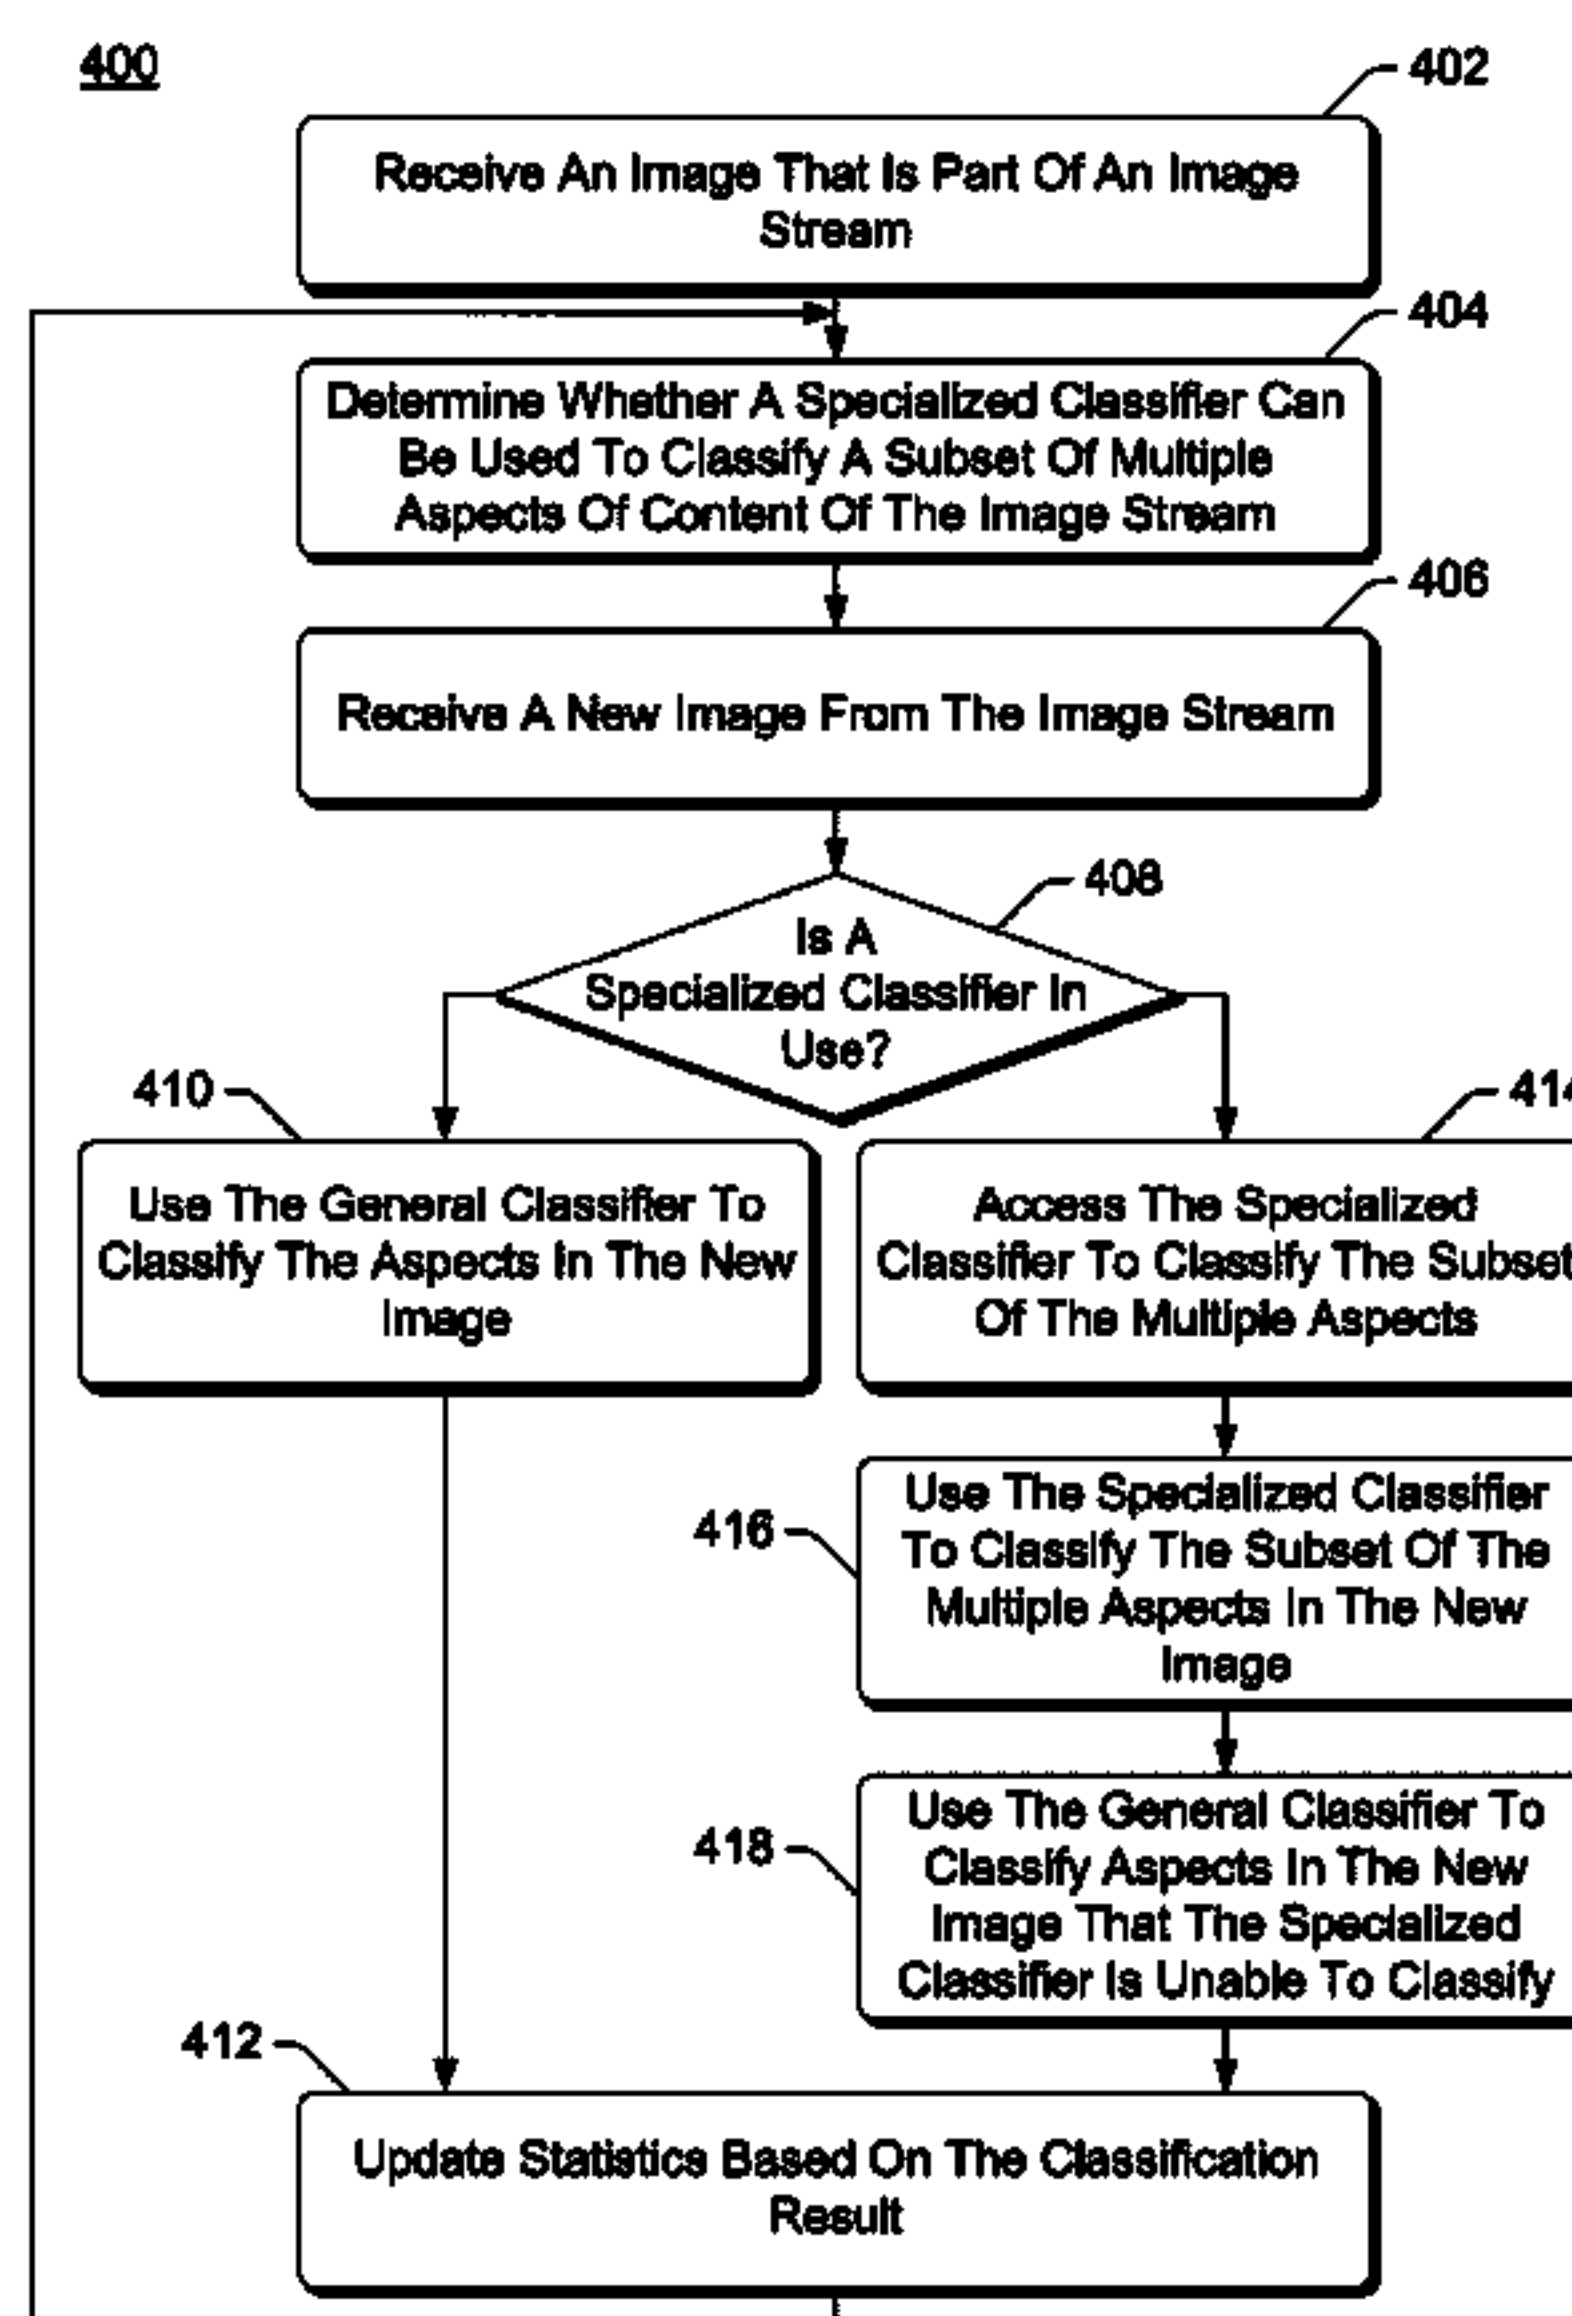 400
402
Receive An Image That Is Part Of An Image
Stream
404
Determine Whether A Specialized Classifier Can
Be Used To Classify A Subset Of Multiple
Aspects Of Content Of The Image Stream
406
Receive A New Image From The Image Stream
408
Is A
Specialized Classifier In
Use?
410
Use The General Classifier To
Classify The Aspects In The New
Image
414
Access The Specialized
Classifier To Classify The Subset
Of The Multiple Aspects
416
Use The Specialized Classifier
To Classify The Subset Of The
Multiple Aspects In The New
Image
418
Use The General Classifier To
Classify Aspects In The New
Image That The Specialized
Classifier Is Unable To Classify
412
Update Statistics Based On The Classification
Result